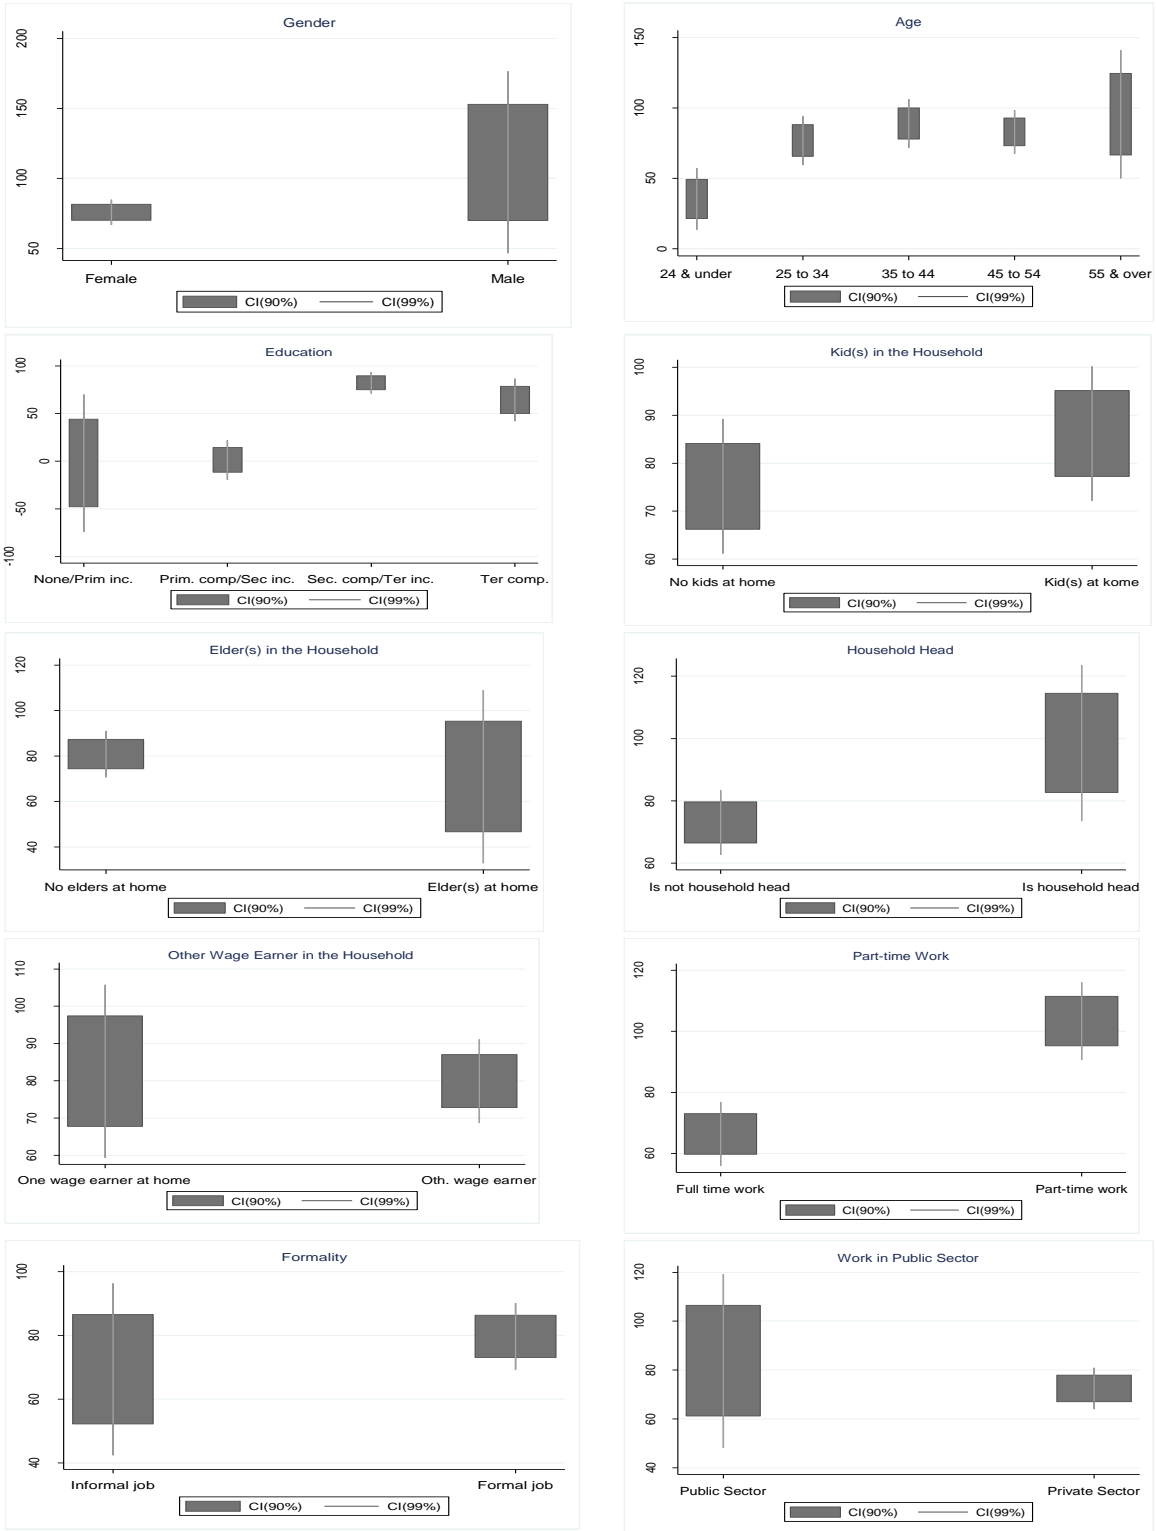 Gender
200
150
100
50
Female Male
CI(90%) CI(99%)
Age
150
100
50
0
24 & under 25 to 34 35 to 44 45 to 54 55 & over
CI(90%) CI(99%)
Education
100
50
0
-50
-100
None/Prim inc. Prim. comp/Sec inc. Sec. comp/Ter inc. Ter comp.
CI(90%) CI(99%)
Kid(s) in the Household
100
90
80
70
60
No kids at home Kid(s) at kome
CI(90%) CI(99%)
Elder(s) in the Household
120
100
80
60
40
No elders at home Elder(s) at home
CI(90%) CI(99%)
Household Head
120
100
80
60
Is not household head Is household head
CI(90%) CI(99%)
Other Wage Earner in the Household
110
100
90
80
70
60
One wage earner at home Oth. wage earner
CI(90%) CI(99%)
Part-time Work
120
100
80
60
Full time work Part-time work
CI(90%) CI(99%)
Formality
100
80
60
40
Informal job Formal job
CI(90%) CI(99%)
Work in Public Sector
120
100
80
60
40
Public Sector Private Sector
CI(90%) CI(99%)